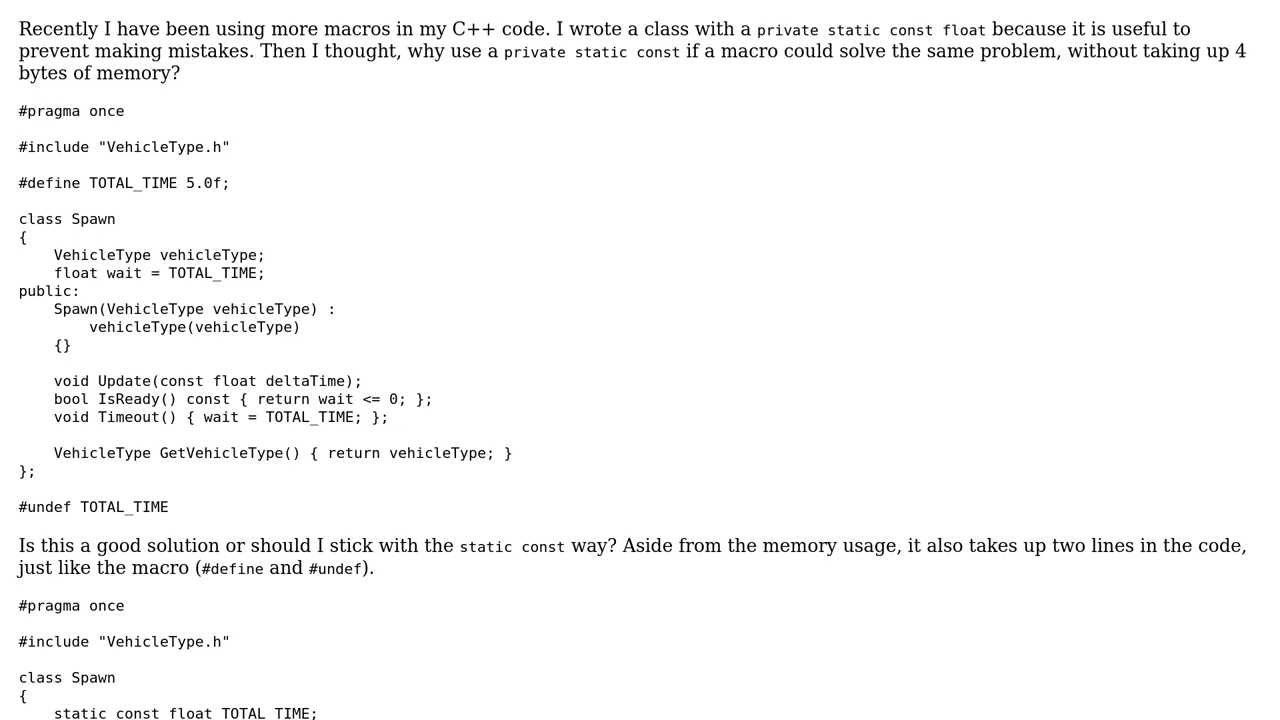 Recently I have been using more macros in my C++ code. I wrote a class with a private static const float because it is useful to
prevent making mistakes. Then I thought, why use a private static const if a macro could solve the same problem, without taking up 4
bytes of memory?
#pragma once
#include "VehicleType.h"
#define TOTAL_TIME 5.0f;
class Spawn
{
    VehicleType vehicleType;
    float wait = TOTAL_TIME;
public:
    Spawn(VehicleType vehicleType) :
        vehicleType(vehicleType)
    {}
    void Update(const float deltaTime);
    bool IsReady() const { return wait <= 0; };
    void Timeout() { wait = TOTAL_TIME; };
    VehicleType GetVehicleType() { return vehicleType; }
};
#undef TOTAL_TIME
Is this a good solution or should I stick with the static const way? Aside from the memory usage, it also takes up two lines in the code,
just like the macro (#define and #undef).
#pragma once
#include "VehicleType.h"
class Spawn
{
    static const float TOTAL_TIME;